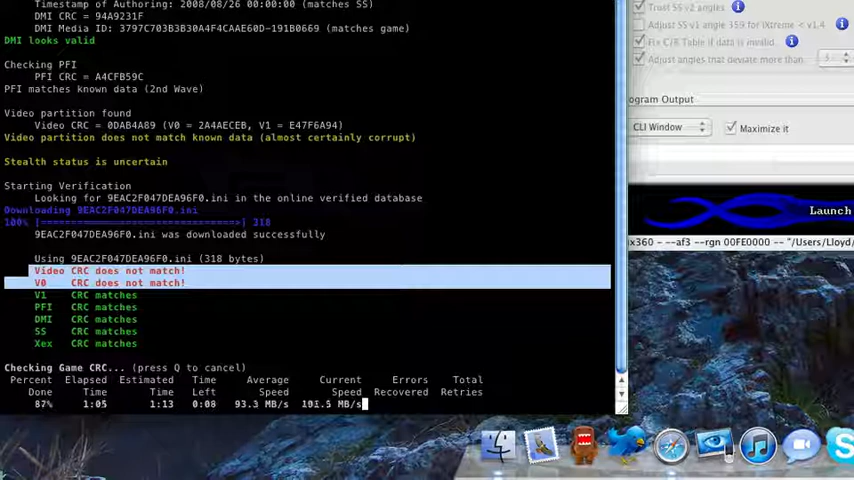 Timestamp of Authoring: 2008/08/26 00:00:00 (matches SS)
DMI CRC = 94A9231F
DMI Media ID: 3797C703B3B30A4F4CAAE60D-191B0669 (matches game)
DMI looks valid
Checking PFI
PFI CRC = A4CFB59C
PFI matches known data (2nd Wave)
Video partition found
Video CRC = 0DAB4A89 (V0 = 2A4AECEB, V1 = E47F6A94)
Video partition does not match known data (almost certainly corrupt)
Stealth status is uncertain
Starting Verification
Looking for 9EAC2F047DEA96F0.ini in the online verified database
Downloading 9EAC2F047DEA96F0.ini
100% [=================================>] 318
9EAC2F047DEA96F0.ini was downloaded successfully
Using 9EAC2F047DEA96F0.ini (318 bytes)
Video CRC does not match!
V0 CRC does not match!
V1 CRC matches
PFI CRC matches
DMI CRC matches
SS CRC matches
Xex CRC matches
Checking Game CRC... (press Q to cancel)
Percent Elapsed Estimated Time Average Current Errors Total
Done Time Time Left Speed Speed Recovered Retries
87% 1:05 1:13 0:08 93.3 MB/s 101.5 MB/s
Trust SS v2 angles
Adjust SS v1 angle 359 for iXtreme < v1.4
Fix C/R Table if data is invalid
Adjust angles that deviate more than
ogram Output
CLI Window
Maximize it
Launch
ox360 - --af3 --rgn 00FE0000 -- "/Users/Lloyd/